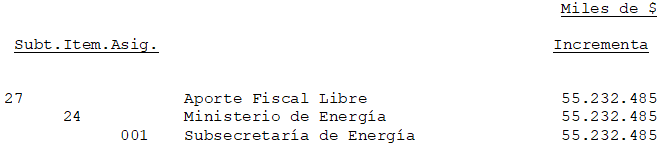 Miles de $
Subt.Item.Asig. Incrementa
27 Aporte Fiscal Libre 55.232.485
24 Ministerio de Energía 55.232.485
001 Subsecretaría de Energía 55.232.485